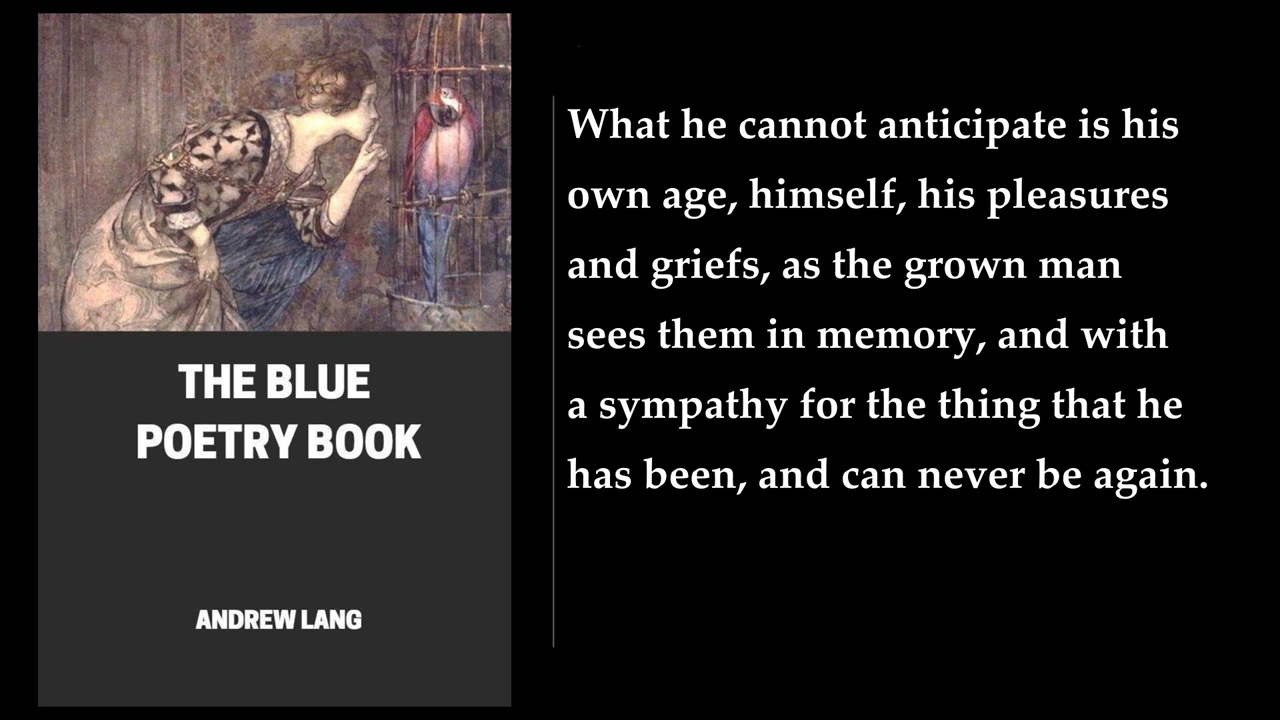 THE BLUE
POETRY BOOK
ANDREW LANG
What he cannot anticipate is his
own age, himself, his pleasures
and griefs, as the grown man
sees them in memory, and with
a sympathy for the thing that he
has been, and can never be again.